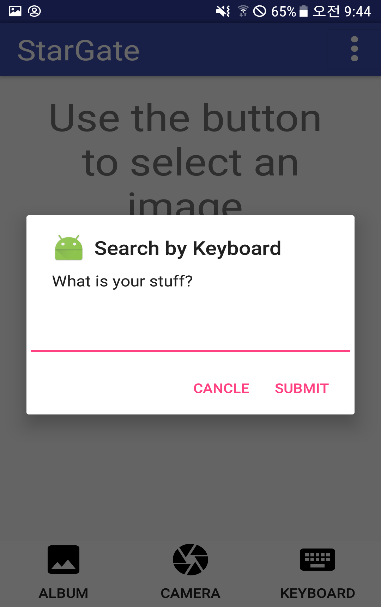 65% 오전 9:44
StarGate
Use the button
to select an
image
Search by Keyboard
What is your stuff?
CANCLE SUBMIT
ALBUM CAMERA KEYBOARD